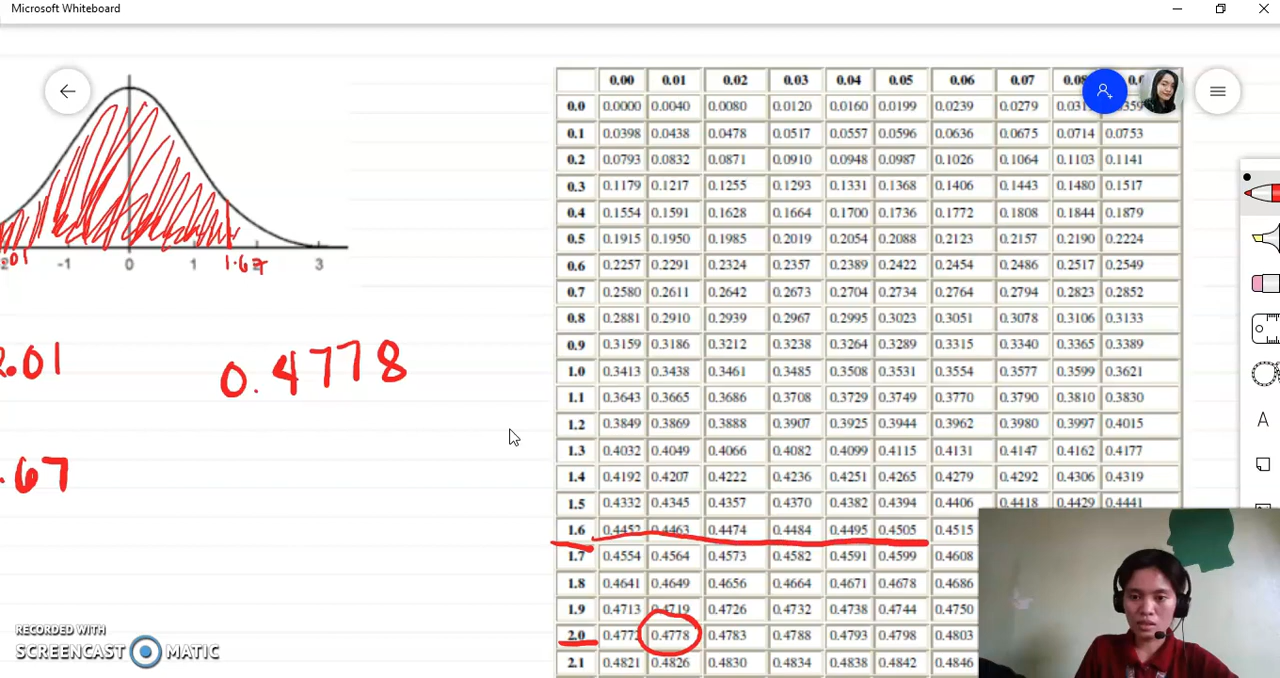 Microsoft Whiteboard
0.00 0.01 0.02 0.03 0.04 0.05 0.06 0.07
0.0 0.0000 0.0040 0.0080 0.0120 0.0160 0.0199 0.0239 0.0279
0.1 0.0398 0.0438 0.0478 0.0517 0.0557 0.0596 0.0636 0.0675 0.0714 0.0753
0.2 0.0793 0.0832 0.0871 0.0910 0.0948 0.0987 0.1026 0.1064 0.1103 0.1141
0.3 0.1179 0.1217 0.1255 0.1293 0.1331 0.1368 0.1406 0.1443 0.1480 0.1517
0.4 0.1554 0.1591 0.1628 0.1664 0.1700 0.1736 0.1772 0.1808 0.1844 0.1879
0.5 0.1915 0.1950 0.1985 0.2019 0.2054 0.2088 0.2123 0.2157 0.2190 0.2224
0.6 0.2257 0.2291 0.2324 0.2357 0.2389 0.2422 0.2454 0.2486 0.2517 0.2549
0.7 0.2580 0.2611 0.2642 0.2673 0.2704 0.2734 0.2764 0.2794 0.2823 0.2852
0.8 0.2881 0.2910 0.2939 0.2967 0.2995 0.3023 0.3051 0.3078 0.3106 0.3133
0.9 0.3159 0.3186 0.3212 0.3238 0.3264 0.3289 0.3315 0.3340 0.3365 0.3389
1.0 0.3413 0.3438 0.3461 0.3485 0.3508 0.3531 0.3554 0.3577 0.3599 0.3621
1.1 0.3643 0.3665 0.3686 0.3708 0.3729 0.3749 0.3770 0.3790 0.3810 0.3830
1.2 0.3849 0.3869 0.3888 0.3907 0.3925 0.3944 0.3962 0.3980 0.3997 0.4015
1.3 0.4032 0.4049 0.4066 0.4082 0.4099 0.4115 0.4131 0.4147 0.4162 0.4177
1.4 0.4192 0.4207 0.4222 0.4236 0.4251 0.4265 0.4279 0.4292 0.4306 0.4319
1.5 0.4332 0.4345 0.4357 0.4370 0.4382 0.4394 0.4406 0.4418 0.4429 0.4441
1.6 0.4452 0.4463 0.4474 0.4484 0.4495 0.4505 0.4515
1.7 0.4554 0.4564 0.4573 0.4582 0.4591 0.4599 0.4608
1.8 0.4641 0.4649 0.4656 0.4664 0.4671 0.4678 0.4686
1.9 0.4713 0.4719 0.4726 0.4732 0.4738 0.4744 0.4750
2.0 0.4772 0.4778 0.4783 0.4788 0.4793 0.4798 0.4803
2.1 0.4821 0.4826 0.4830 0.4834 0.4838 0.4842 0.4846
-1 0 1 3
.01 1.67
2.01
0.4778
.67
A
RECORDED WITH
SCREENCAST MATIC